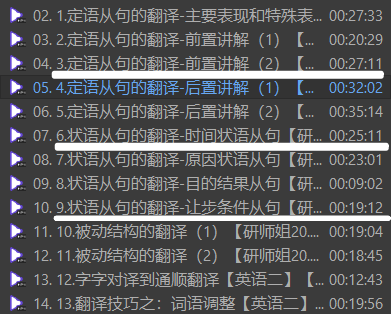 02. 1.定语从句的翻译-主要表现和特殊表... 00:27:33
03. 2.定语从句的翻译-前置讲解（1）【... 00:20:29
04. 3.定语从句的翻译-前置讲解（2）【... 00:27:11
05. 4.定语从句的翻译-后置讲解（1）【... 00:32:02
06. 5.定语从句的翻译-后置讲解（2）【... 00:35:14
07. 6.状语从句的翻译-时间状语从句【研... 00:25:11
08. 7.状语从句的翻译-原因状语从句【研... 00:23:01
09. 8.状语从句的翻译-目的结果从句【研... 00:09:02
10. 9.状语从句的翻译-让步条件从句【研... 00:19:12
11. 10.被动结构的翻译（1）【研师姐20.... 00:19:04
12. 11.被动结构的翻译（2）【研师姐20.... 00:18:45
13. 12.字字对译到通顺翻译【英语二】【... 00:12:43
14. 13.翻译技巧之：词语调整【英语二】... 00:19:56